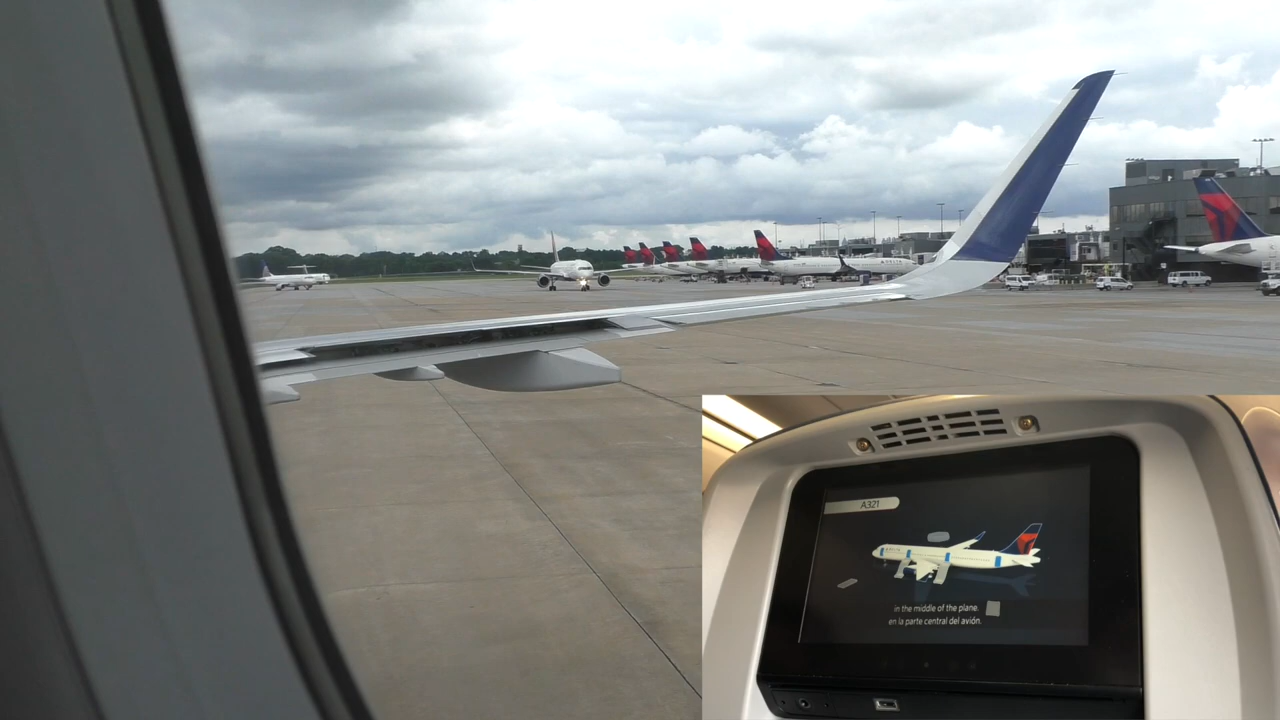 A321
in the middle of the plane.
en la parte central del avión.